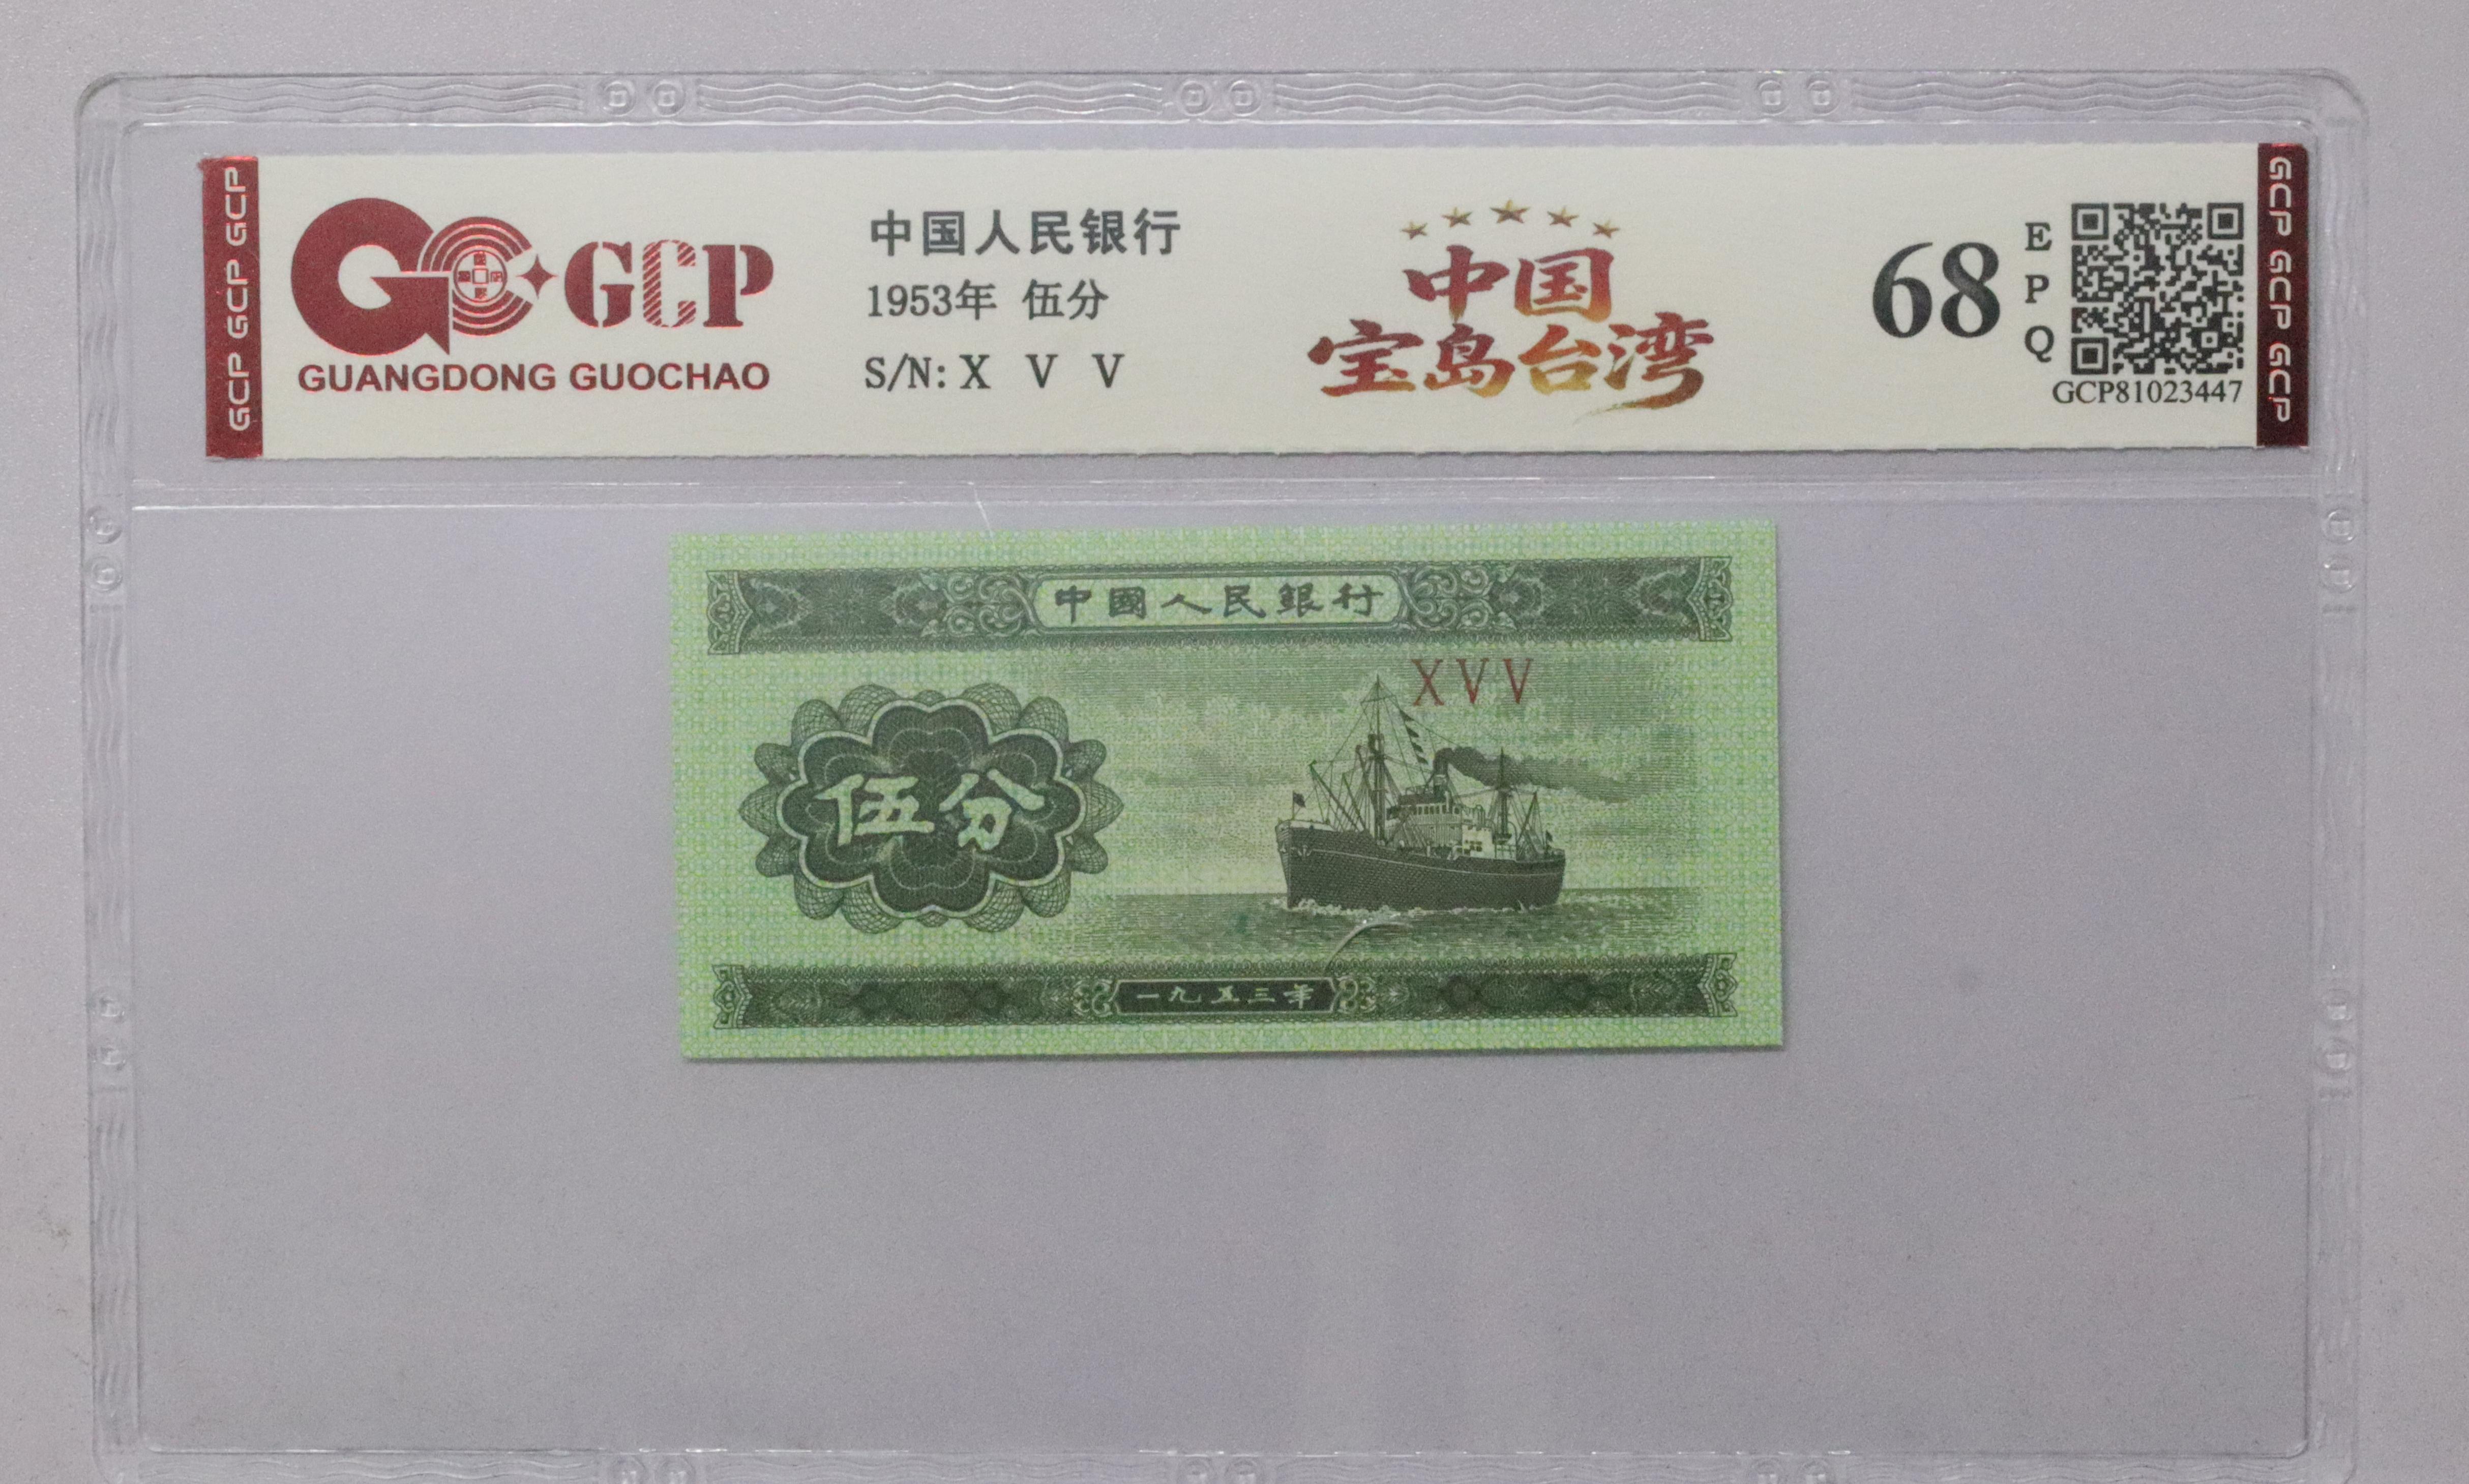 GCP GCP GCP
GCP
GUANGDONG GUOCHAO
中国人民银行
1953年 伍分
S/N: X V V
中国
宝岛台湾
68
E
P
Q
GCP81023447
GCP GCP GCP
中國人民銀行
XVV
伍分
一九五三年